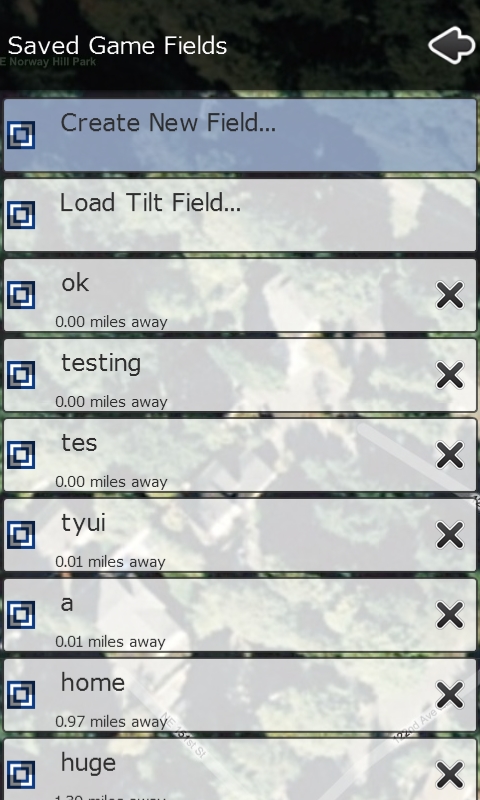 Saved Game Fields
E Norway Hill Park
Create New Field...
Load Tilt Field...
ok
0.00 miles away
testing
0.00 miles away
tes
0.00 miles away
tyui
0.01 miles away
a
0.01 miles away
home
0.97 miles away
huge
miles away